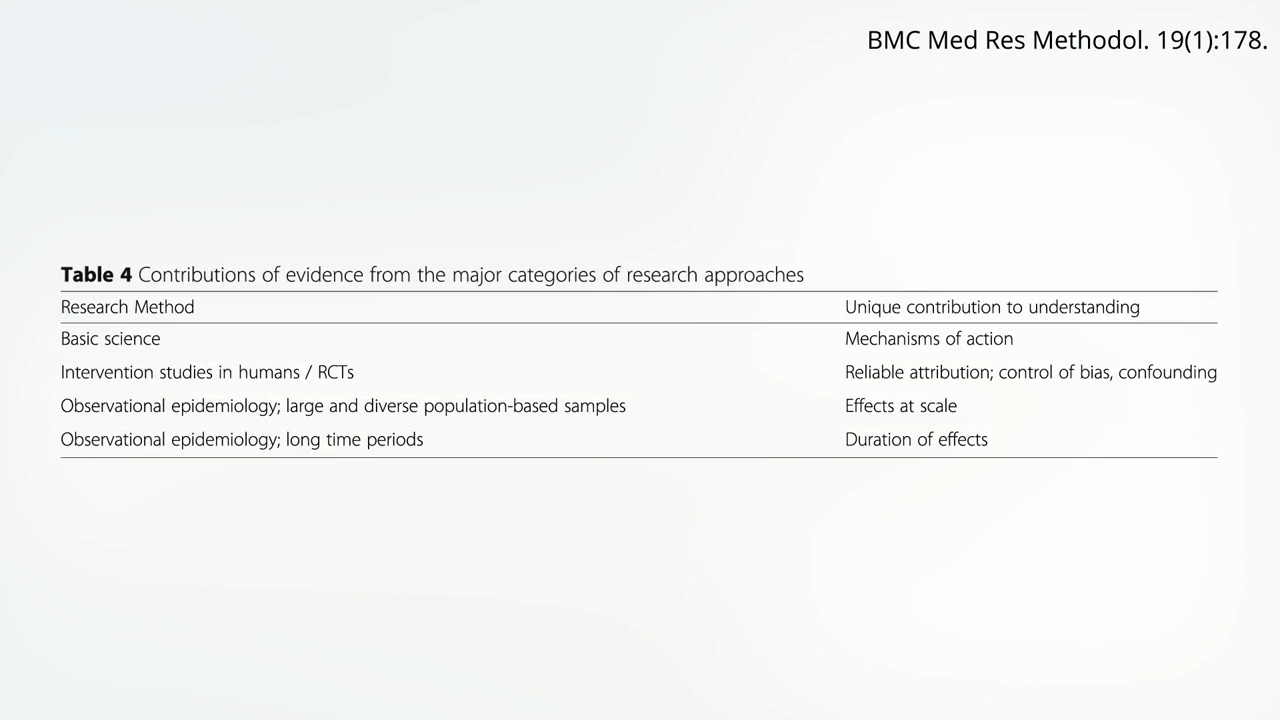 BMC Med Res Methodol. 19(1):178.
Table 4 Contributions of evidence from the major categories of research approaches
Research Method Unique contribution to understanding
Basic science Mechanisms of action
Intervention studies in humans / RCTs Reliable attribution; control of bias, confounding
Observational epidemiology; large and diverse population-based samples Effects at scale
Observational epidemiology; long time periods Duration of effects